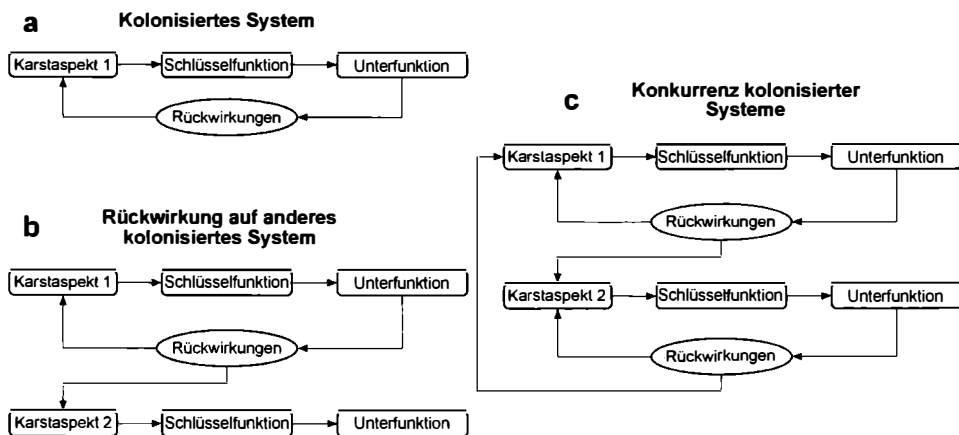 a
Kolonisiertes System
Karstaspekt 1
Schlüsselfunktion
Unterfunktion
Rückwirkungen
b
Rückwirkung auf anderes
kolonisiertes System
Karstaspekt 1
Schlüsselfunktion
Unterfunktion
Rückwirkungen
Karstaspekt 2
Schlüsselfunktion
Unterfunktion
c
Konkurrenz kolonisierter
Systeme
Karstaspekt 1
Schlüsselfunktion
Unterfunktion
Rückwirkungen
Karstaspekt 2
Schlüsselfunktion
Unterfunktion
Rückwirkungen